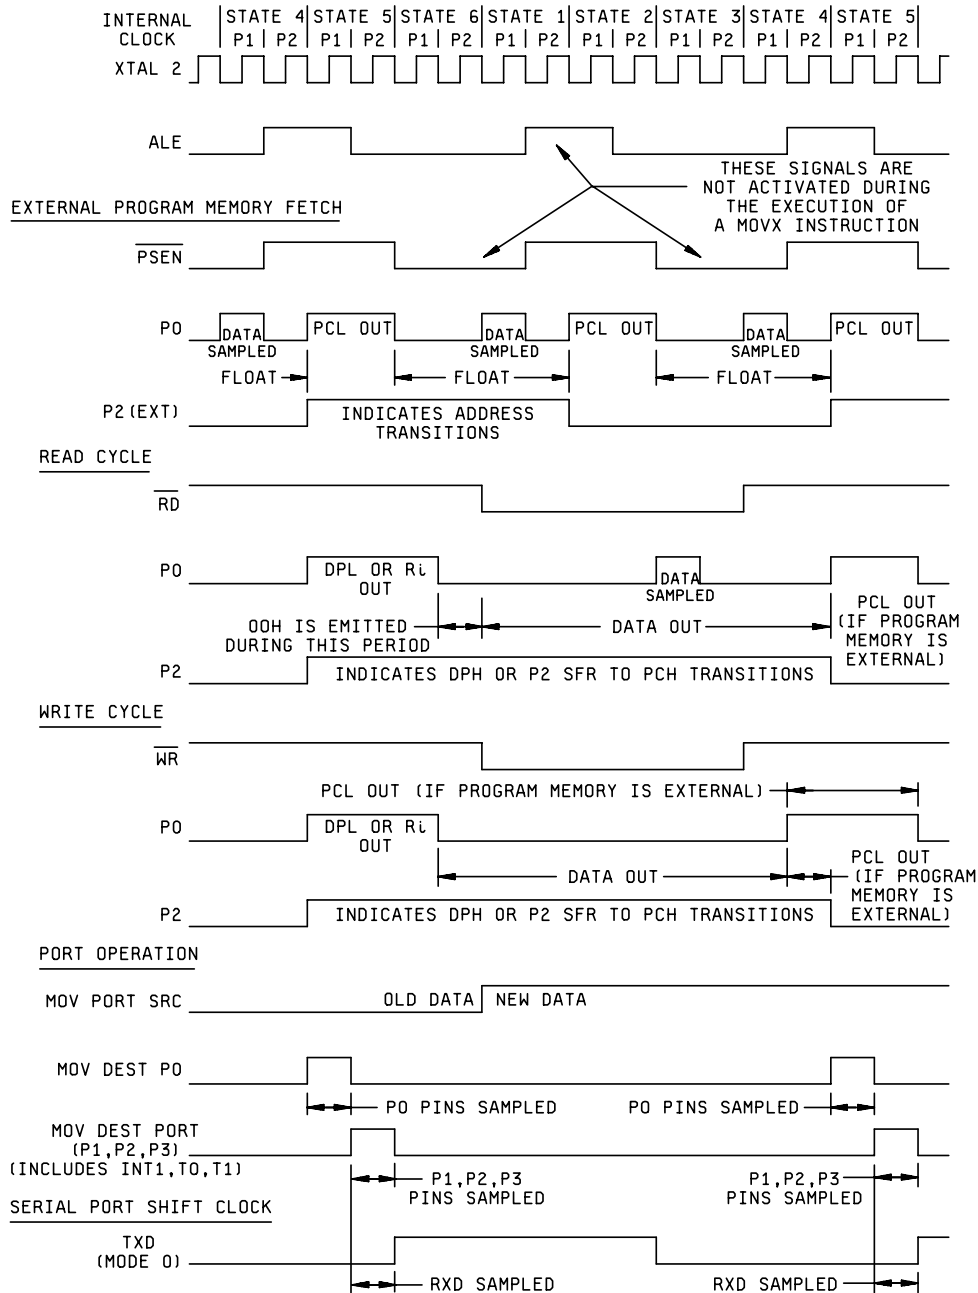 INTERNAL CLOCK
STATE 4 STATE 5 STATE 6 STATE 1 STATE 2 STATE 3 STATE 4 STATE 5
P1 P2 P1 P2 P1 P2 P1 P2 P1 P2 P1 P2 P1 P2 P1 P2
XTAL 2
ALE
THESE SIGNALS ARE
NOT ACTIVATED DURING
THE EXECUTION OF
A MOVX INSTRUCTION
EXTERNAL PROGRAM MEMORY FETCH
PSEN
P0
DATA SAMPLED
PCL OUT
DATA SAMPLED
PCL OUT
DATA SAMPLED
PCL OUT
FLOAT
FLOAT
FLOAT
P2(EXT)
INDICATES ADDRESS
TRANSITIONS
READ CYCLE
RD
P0
DPL OR Ri
OUT
DATA
SAMPLED
PCL OUT
(IF PROGRAM
MEMORY IS
EXTERNAL)
00H IS EMITTED
DURING THIS PERIOD
DATA OUT
P2
INDICATES DPH OR P2 SFR TO PCH TRANSITIONS
WRITE CYCLE
WR
PCL OUT (IF PROGRAM MEMORY IS EXTERNAL)
P0
DPL OR Ri
OUT
DATA OUT
PCL OUT
(IF PROGRAM
MEMORY IS
EXTERNAL)
P2
INDICATES DPH OR P2 SFR TO PCH TRANSITIONS
PORT OPERATION
MOV PORT SRC
OLD DATA
NEW DATA
MOV DEST P0
P0 PINS SAMPLED
P0 PINS SAMPLED
MOV DEST PORT
(P1,P2,P3)
(INCLUDES INT1,T0,T1)
P1,P2,P3
PINS SAMPLED
P1,P2,P3
PINS SAMPLED
SERIAL PORT SHIFT CLOCK
TXD
(MODE 0)
RXD SAMPLED
RXD SAMPLED